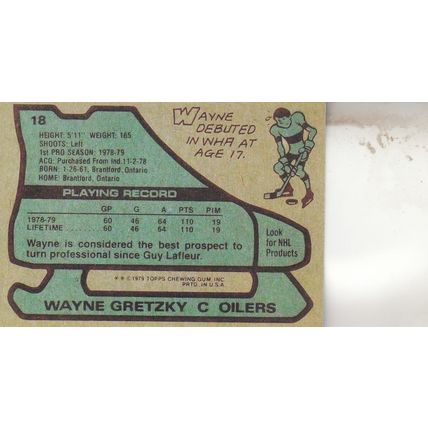 18
WAYNE
DEBUTED
IN WHA AT
AGE 17.
HEIGHT: 5'11" WEIGHT: 165
SHOOTS: Left
1st PRO SEASON: 1978-79
ACQ: Purchased From Ind. 11-2-78
BORN: 1-26-61, Brantford, Ontario
HOME: Brantford, Ontario
PLAYING RECORD
GP G A PTS PIM
1978-79 60 46 64 110 19
LIFETIME 60 46 64 110 19
Wayne is considered the best prospect to
turn professional since Guy Lafleur.
Look
for NHL
Products
* * © 1979 TOPPS CHEWING GUM, INC.
PRTD. IN U.S.A.
WAYNE GRETZKY C OILERS